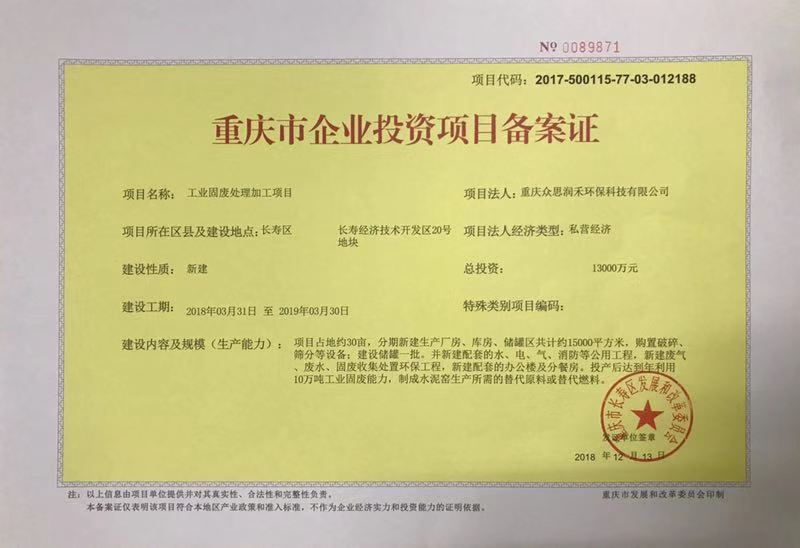 № 0089871
项目代码：2017-500115-77-03-012188
重庆市企业投资项目备案证
项目名称： 工业固废处理加工项目 项目法人：重庆众思润禾环保科技有限公司
项目所在区县及建设地点：长寿区 长寿经济技术开发区20号 项目法人经济类型：私营经济
地块
建设性质： 新建 总投资： 13000万元
建设工期： 2018年03月31日 至 2019年03月30日 特殊类别项目编码：
建设内容及规模（生产能力）： 项目占地约30亩，分期新建生产厂房、库房、储罐区共计约15000平方米，购置破碎、
筛分等设备；建设储罐一批。并新建配套的水、电、气、消防等公用工程，新建废气
、废水、固废收集处置环保工程，新建配套的办公楼及分餐房。投产后达到年利用
10万吨工业固废能力，制成水泥窑生产所需的替代原料或替代燃料。
重庆市长寿区发展和改革委员会
发证单位签章
2018 年 12 月 13 日
注：以上信息由项目单位提供并对其真实性、合法性和完整性负责。 重庆市发展和改革委员会印制
本备案证仅表明该项目符合本地区产业政策和准入标准，不作为企业经济实力和投资能力的证明依据。